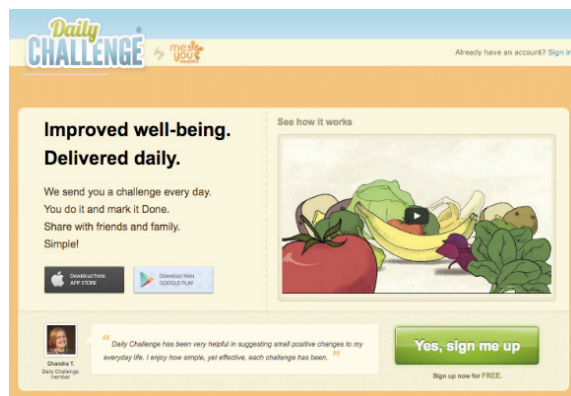 Daily
CHALLENGE
by me you
Already have an account? Sign in
Improved well-being.
Delivered daily.
We send you a challenge every day.
You do it and mark it Done.
Share with friends and family.
Simple!
Download from
APP STORE
Download from
GOOGLE PLAY
See how it works
Chandra T.
Daily Challenge
member
“ Daily Challenge has been very helpful in suggesting small positive changes to my
everyday life. I enjoy how simple, yet effective, each challenge has been. ”
Yes, sign me up
Sign up now for FREE.